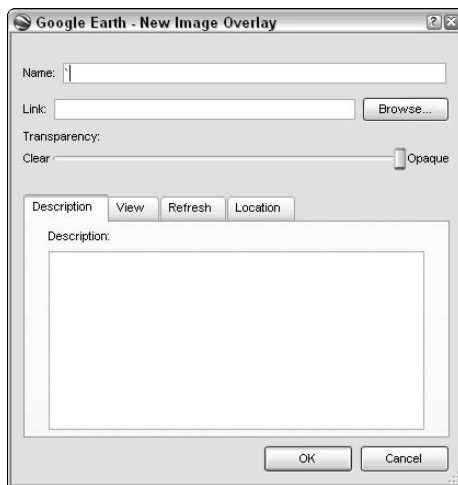 Google Earth - New Image Overlay
Name: `
Link: Browse...
Transparency:
Clear Opaque
Description View Refresh Location
Description:
OK Cancel